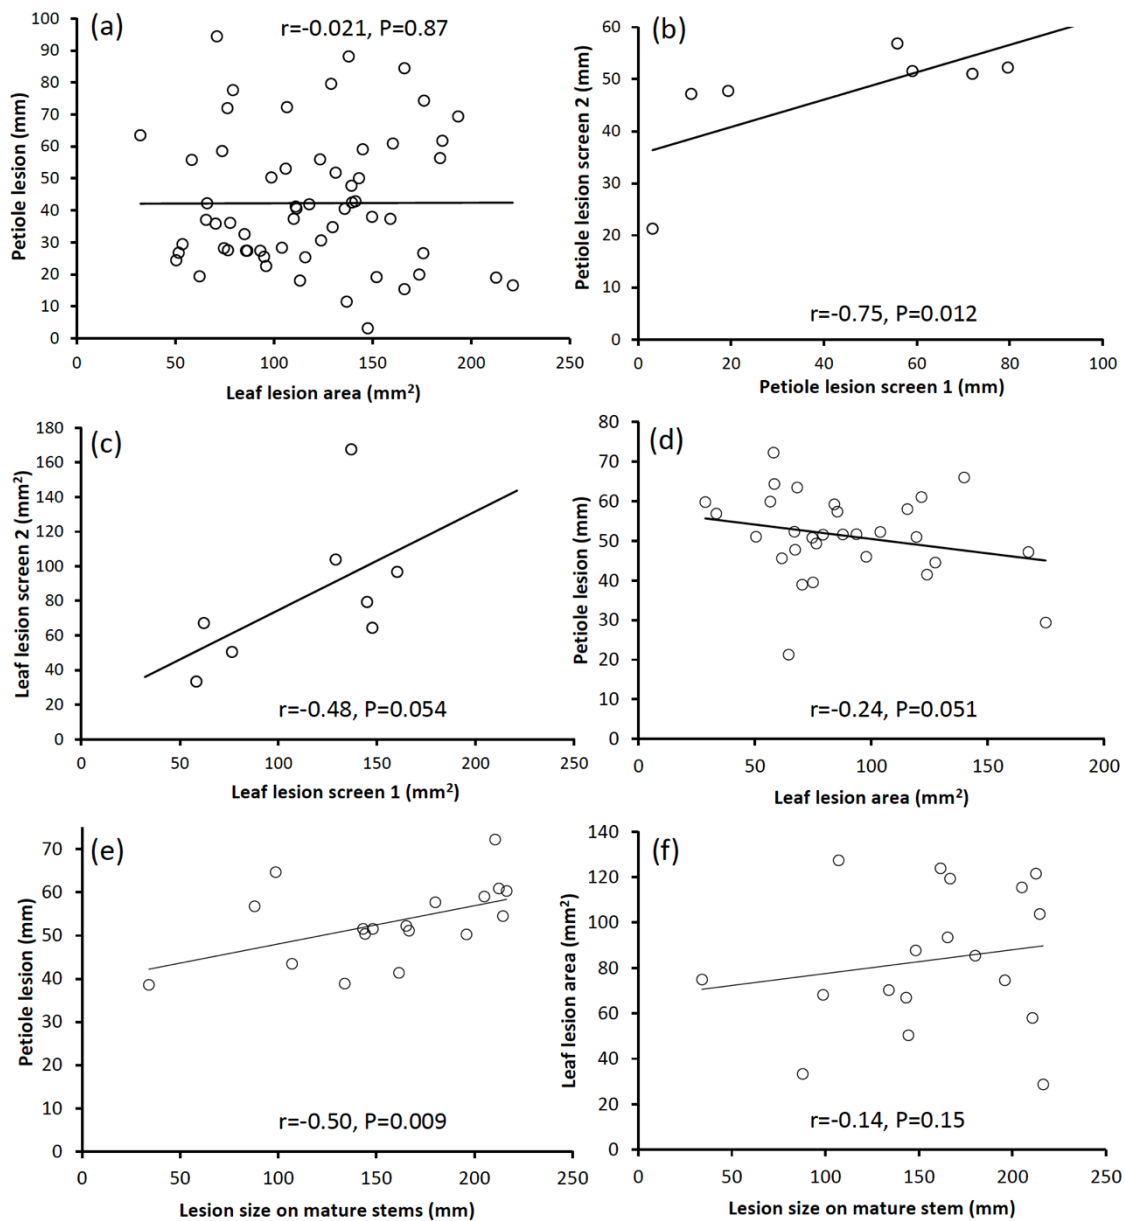 (a)
r=-0.021, P=0.87
100
90
80
70
60
50
40
30
20
10
0
Petiole lesion (mm)
0 50 100 150 200 250
Leaf lesion area (mm²)
(b)
60
50
40
30
20
10
0
Petiole lesion screen 2 (mm)
r=-0.75, P=0.012
0 20 40 60 80 100
Petiole lesion screen 1 (mm)
(c)
180
160
140
120
100
80
60
40
20
0
Leaf lesion screen 2 (mm²)
r=-0.48, P=0.054
0 50 100 150 200 250
Leaf lesion screen 1 (mm²)
(d)
80
70
60
50
40
30
20
10
0
Petiole lesion (mm)
r=-0.24, P=0.051
0 50 100 150 200
Leaf lesion area (mm²)
(e)
70
60
50
40
30
20
10
0
Petiole lesion (mm)
r=-0.50, P=0.009
0 50 100 150 200 250
Lesion size on mature stems (mm)
(f)
140
120
100
80
60
40
20
0
Leaf lesion area (mm²)
r=-0.14, P=0.15
0 50 100 150 200 250
Lesion size on mature stem (mm)